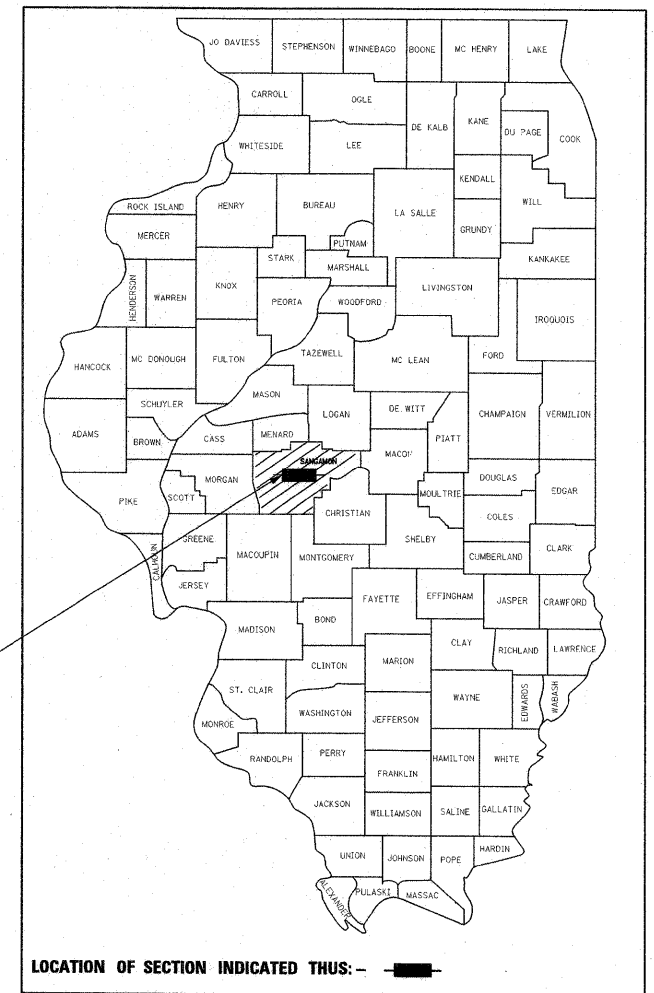 JO DAVIESS STEPHENSON WINNEBAGO BOONE MC HENRY LAKE
CARROLL OGLE
DE KALB KANE DU PAGE COOK
WHITESIDE LEE
KENDALL
WILL
ROCK ISLAND HENRY BUREAU LA SALLE
GRUNDY
MERCER PUTNAM
STARK MARSHALL KANKAKEE
HENDERSON WARREN KNOX PEORIA WOODFORD LIVINGSTON
IROQUOIS
HANCOCK MC DONOUGH FULTON TAZEWELL MC LEAN FORD
MASON
SCHUYLER LOGAN DE WITT CHAMPAIGN VERMILION
ADAMS BROWN CASS MENARD MACON PIATT
SANGAMON
PIKE SCOTT MORGAN MOULTRIE DOUGLAS EDGAR
CHRISTIAN COLES
CALHOUN GREENE MACOUPIN MONTGOMERY SHELBY
CUMBERLAND CLARK
JERSEY
FAYETTE EFFINGHAM JASPER CRAWFORD
MADISON BOND
CLAY RICHLAND LAWRENCE
CLINTON MARION
ST. CLAIR WAYNE EDWARDS WABASH
MONROE WASHINGTON JEFFERSON
RANDOLPH PERRY HAMILTON WHITE
FRANKLIN
JACKSON WILLIAMSON SALINE GALLATIN
UNION JOHNSON POPE HARDIN
ALEXANDER PULASKI MASSAC
LOCATION OF SECTION INDICATED THUS:-